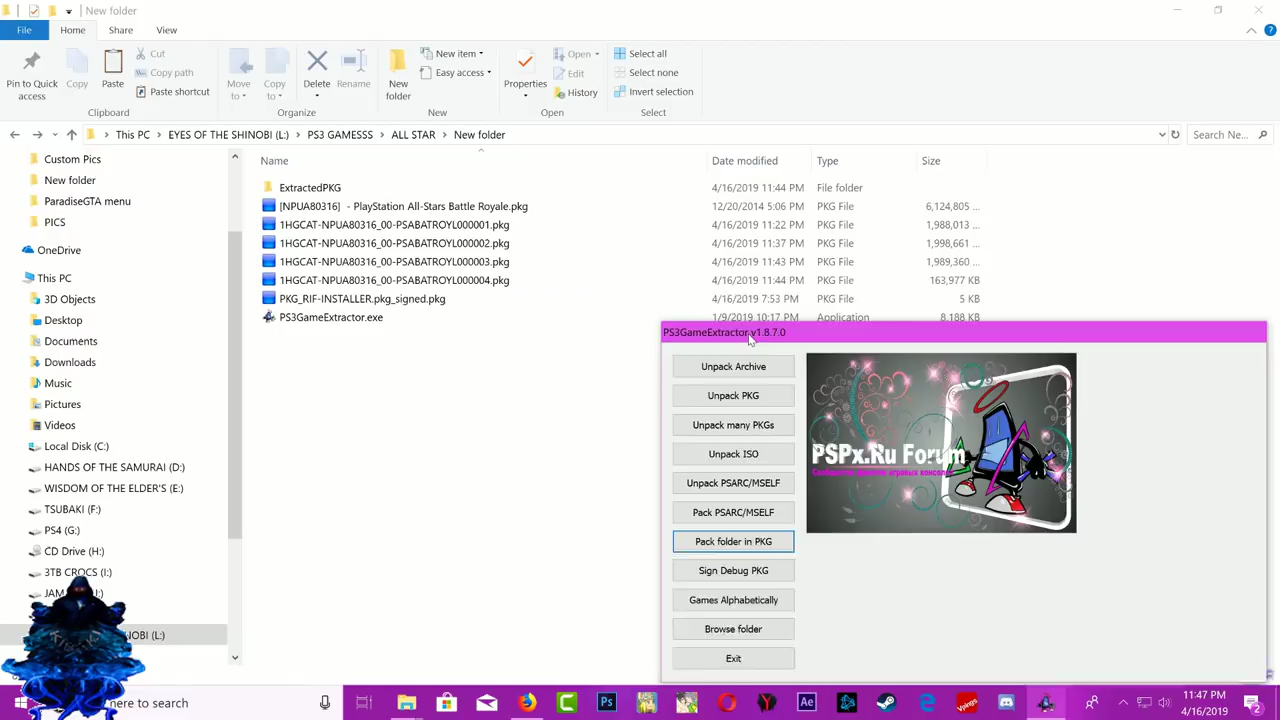 New folder
File Home Share View
Pin to Quick access
Copy
Paste
Cut
Copy path
Paste shortcut
Clipboard
Move to
Copy to
Delete
Rename
Organize
New folder
New item
Easy access
New
Properties
Open
Edit
History
Open
Select all
Select none
Invert selection
Select
This PC EYES OF THE SHINOBI (L:) PS3 GAMESSS ALL STAR New folder
Search Ne...
Custom Pics
New folder
ParadiseGTA menu
PICS
OneDrive
This PC
3D Objects
Desktop
Documents
Downloads
Music
Pictures
Videos
Local Disk (C:)
HANDS OF THE SAMURAI (D:)
WISDOM OF THE ELDER'S (E:)
TSUBAKI (F:)
PS4 (G:)
CD Drive (H:)
3TB CROCS (I:)
Name Date modified Type Size
ExtractedPKG 4/16/2019 11:44 PM File folder
[NPUA80316] - PlayStation All-Stars Battle Royale.pkg 12/20/2014 5:06 PM PKG File 6,124,805 ...
1HGCAT-NPUA80316_00-PSABATROYL000001.pkg 4/16/2019 11:22 PM PKG File 1,988,013 ...
1HGCAT-NPUA80316_00-PSABATROYL000002.pkg 4/16/2019 11:37 PM PKG File 1,998,661 ...
1HGCAT-NPUA80316_00-PSABATROYL000003.pkg 4/16/2019 11:43 PM PKG File 1,989,360 ...
1HGCAT-NPUA80316_00-PSABATROYL000004.pkg 4/16/2019 11:44 PM PKG File 163,977 KB
PKG_RIF-INSTALLER.pkg_signed.pkg 4/16/2019 7:53 PM PKG File 5 KB
PS3GameExtractor.exe 1/9/2019 10:17 PM Application 8,188 KB
PS3GameExtractor v1.8.7.0
Unpack Archive
Unpack PKG
Unpack many PKGs
Unpack ISO
Unpack PSARC/MSELF
Pack PSARC/MSELF
Pack folder in PKG
Sign Debug PKG
Games Alphabetically
Browse folder
Exit
PSPx.Ru Forum
here to search
11:47 PM
4/16/2019